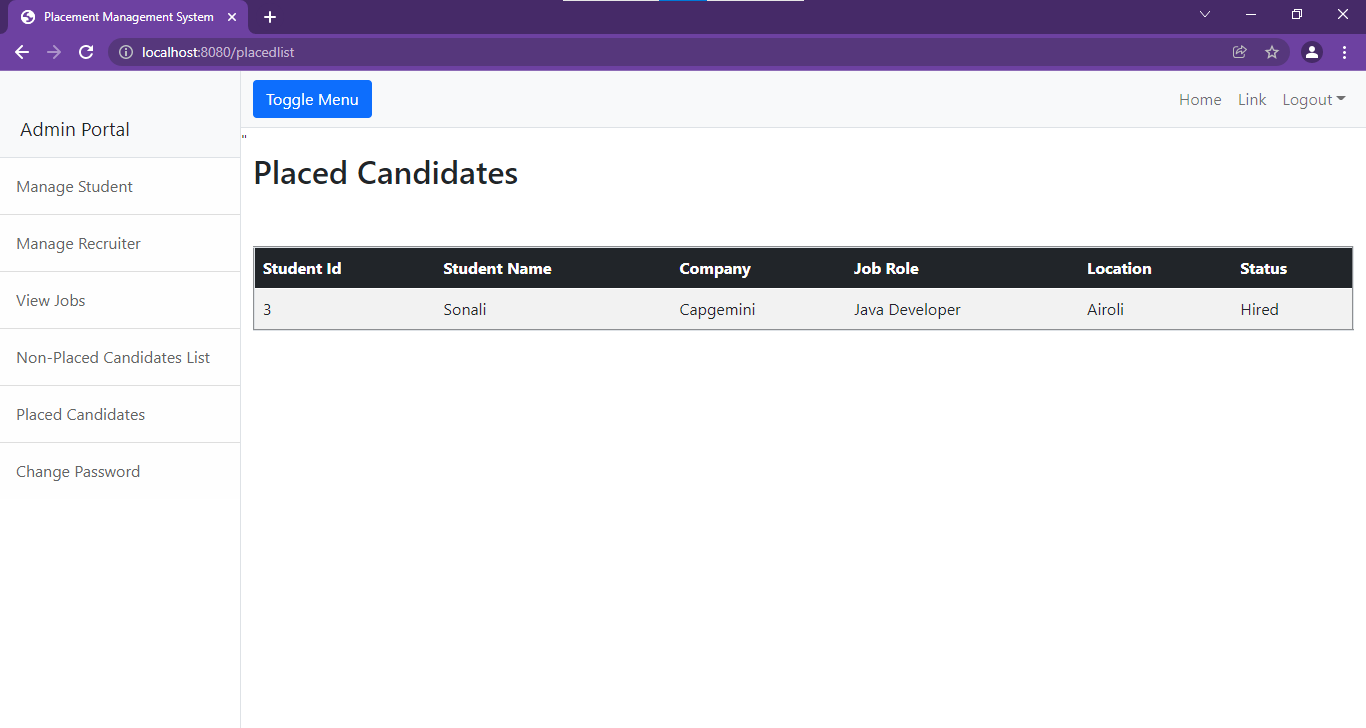 Placement Management System
localhost:8080/placedlist
Admin Portal
Manage Student
Manage Recruiter
View Jobs
Non-Placed Candidates List
Placed Candidates
Change Password
Toggle Menu
Home Link Logout
"
Placed Candidates
Student Id Student Name Company Job Role Location Status
3 Sonali Capgemini Java Developer Airoli Hired